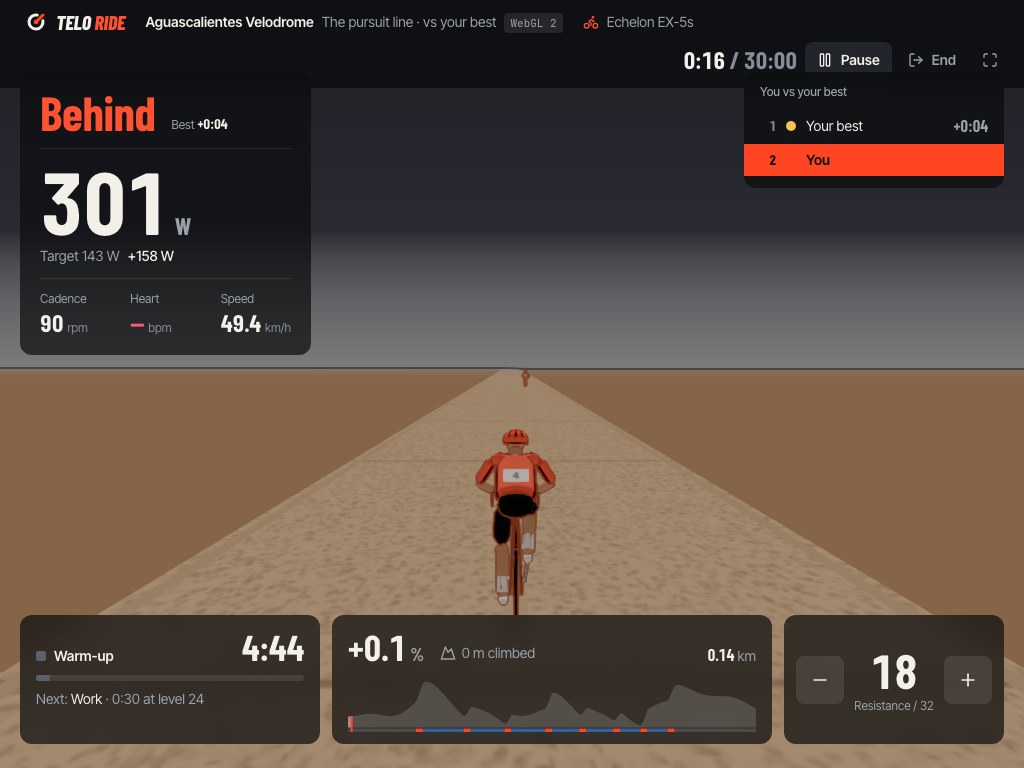 TELO RIDE Aguascalientes Velodrome The pursuit line · vs your best WebGL 2 Echelon EX-5s
0:16 / 30:00 Pause End
Behind Best +0:04
301 W
Target 143 W +158 W
Cadence Heart Speed
90 rpm — bpm 49.4 km/h
You vs your best
1 Your best +0:04
2 You
4
Warm-up 4:44
Next: Work · 0:30 at level 24
+0.1 % 0 m climbed 0.14 km
− 18 +
Resistance / 32